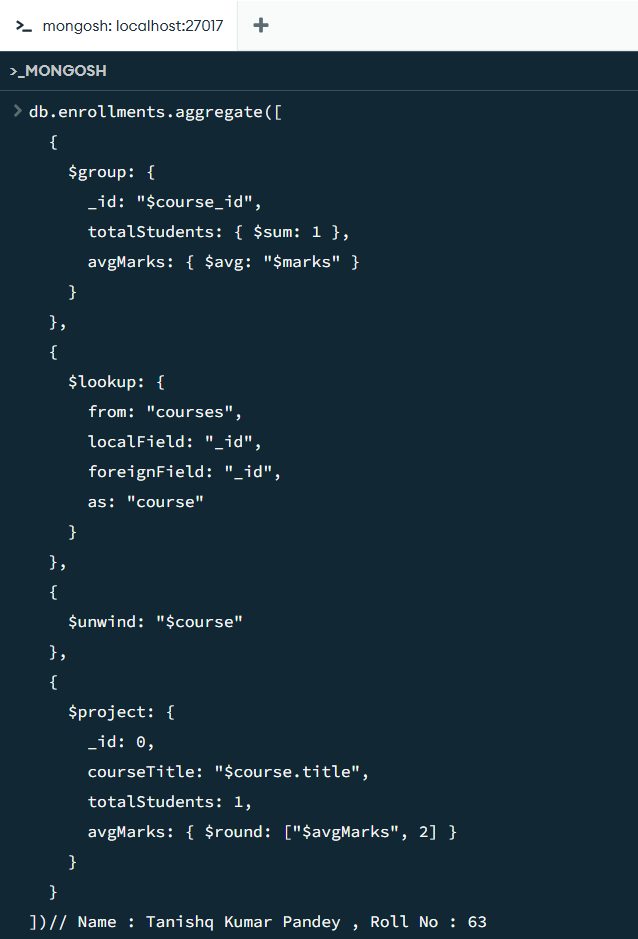 >_ mongosh: localhost:27017 +
>_MONGOSH
> db.enrollments.aggregate([
{
$group: {
_id: "$course_id",
totalStudents: { $sum: 1 },
avgMarks: { $avg: "$marks" }
}
},
{
$lookup: {
from: "courses",
localField: "_id",
foreignField: "_id",
as: "course"
}
},
{
$unwind: "$course"
},
{
$project: {
_id: 0,
courseTitle: "$course.title",
totalStudents: 1,
avgMarks: { $round: ["$avgMarks", 2] }
}
}
])// Name : Tanishq Kumar Pandey , Roll No : 63